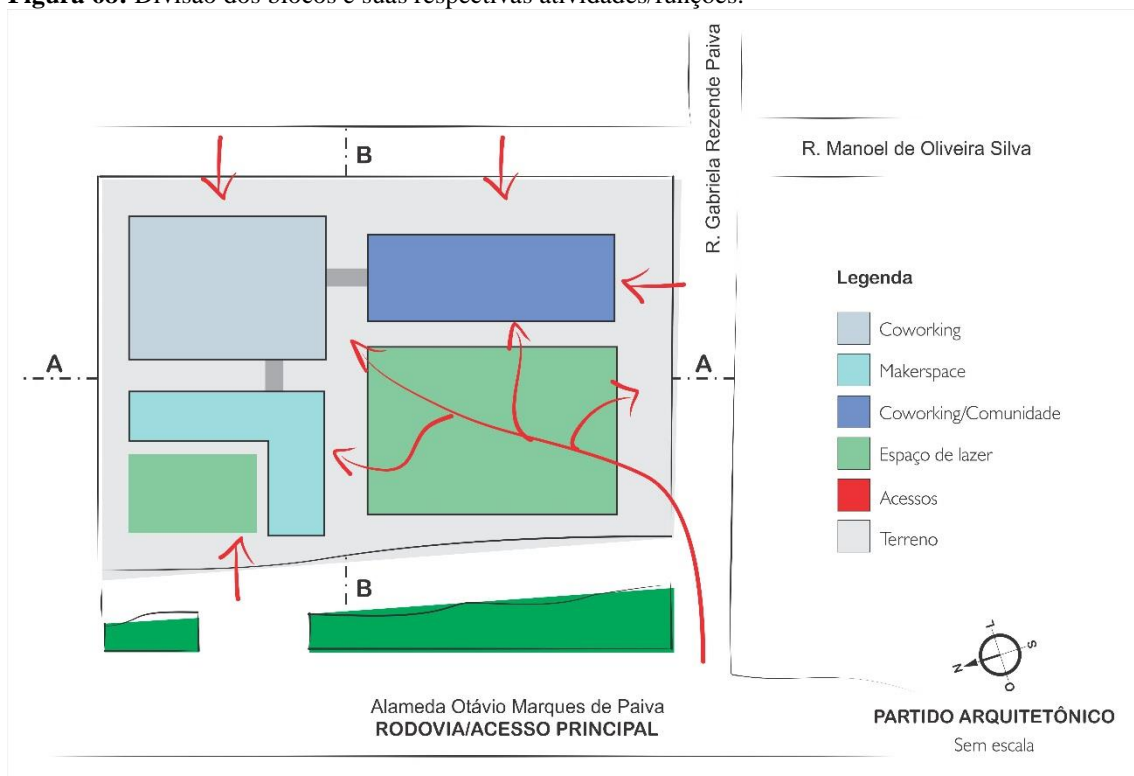 Figura : Divisão dos blocos e suas respectivas atividades/funções.
R. Gabriela Rezende Paiva
B
R. Manoel de Oliveira Silva
Legenda
Coworking
A
A
Makerspace
Coworking/Comunidade
Espaço de lazer
Acessos
Terreno
B
L
S
N
O
Alameda Otávio Marques de Paiva
RODOVIA/ACESSO PRINCIPAL
PARTIDO ARQUITETÔNICO
Sem escala